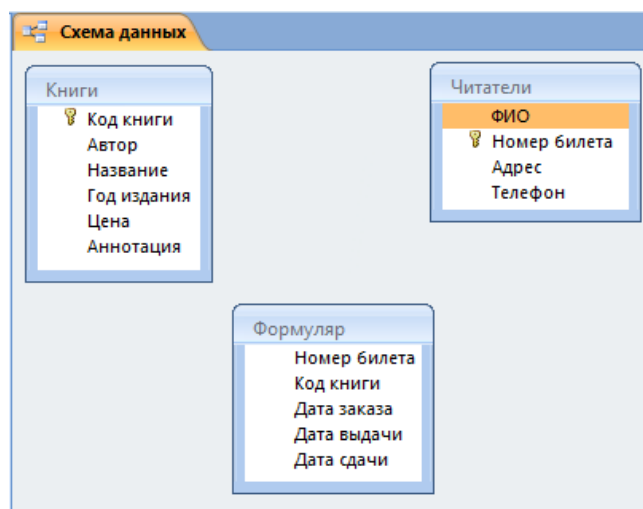 Схема данных
Книги
Код книги
Автор
Название
Год издания
Цена
Аннотация
Читатели
ФИО
Номер билета
Адрес
Телефон
Формуляр
Номер билета
Код книги
Дата заказа
Дата выдачи
Дата сдачи